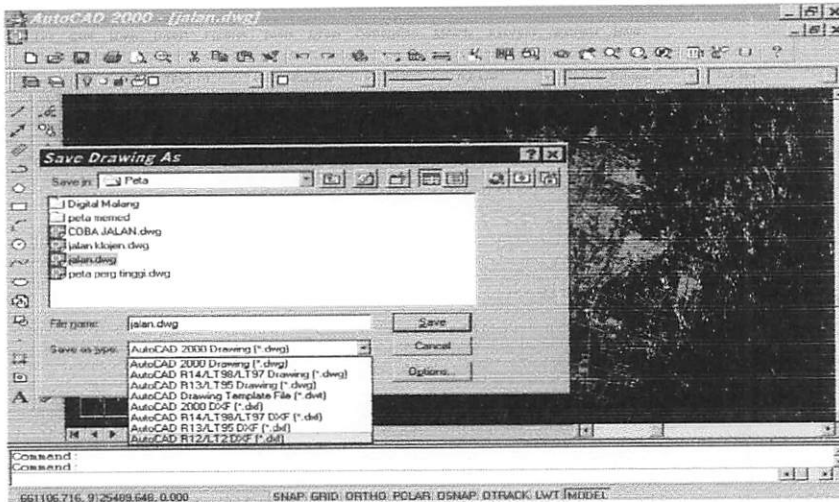 AutoCAD 2000 - [jalan.dwg]
Save Drawing As
Save in: Peta
Digital Malang
peta memed
COBA JALAN.dwg
jalan klojen.dwg
jalan.dwg
peta perg tinggi.dwg
File name: jalan.dwg Save
Save as type: AutoCAD 2000 Drawing (*.dwg) Cancel
AutoCAD 2000 Drawing (*.dwg) Options...
AutoCAD R14/LT98/LT97 Drawing (*.dwg)
AutoCAD R13/LT95 Drawing (*.dwg)
AutoCAD Drawing Template File (*.dwt)
AutoCAD 2000 DXF (*.dxf)
AutoCAD R14/LT98/LT97 DXF (*.dxf)
AutoCAD R13/LT95 DXF (*.dxf)
AutoCAD R12/LT2 DXF (*.dxf)
Command:
Command:
661106.716, 9125489.648, 0.000 SNAP GRID ORTHO POLAR OSNAP OTRACK LWT MODEL